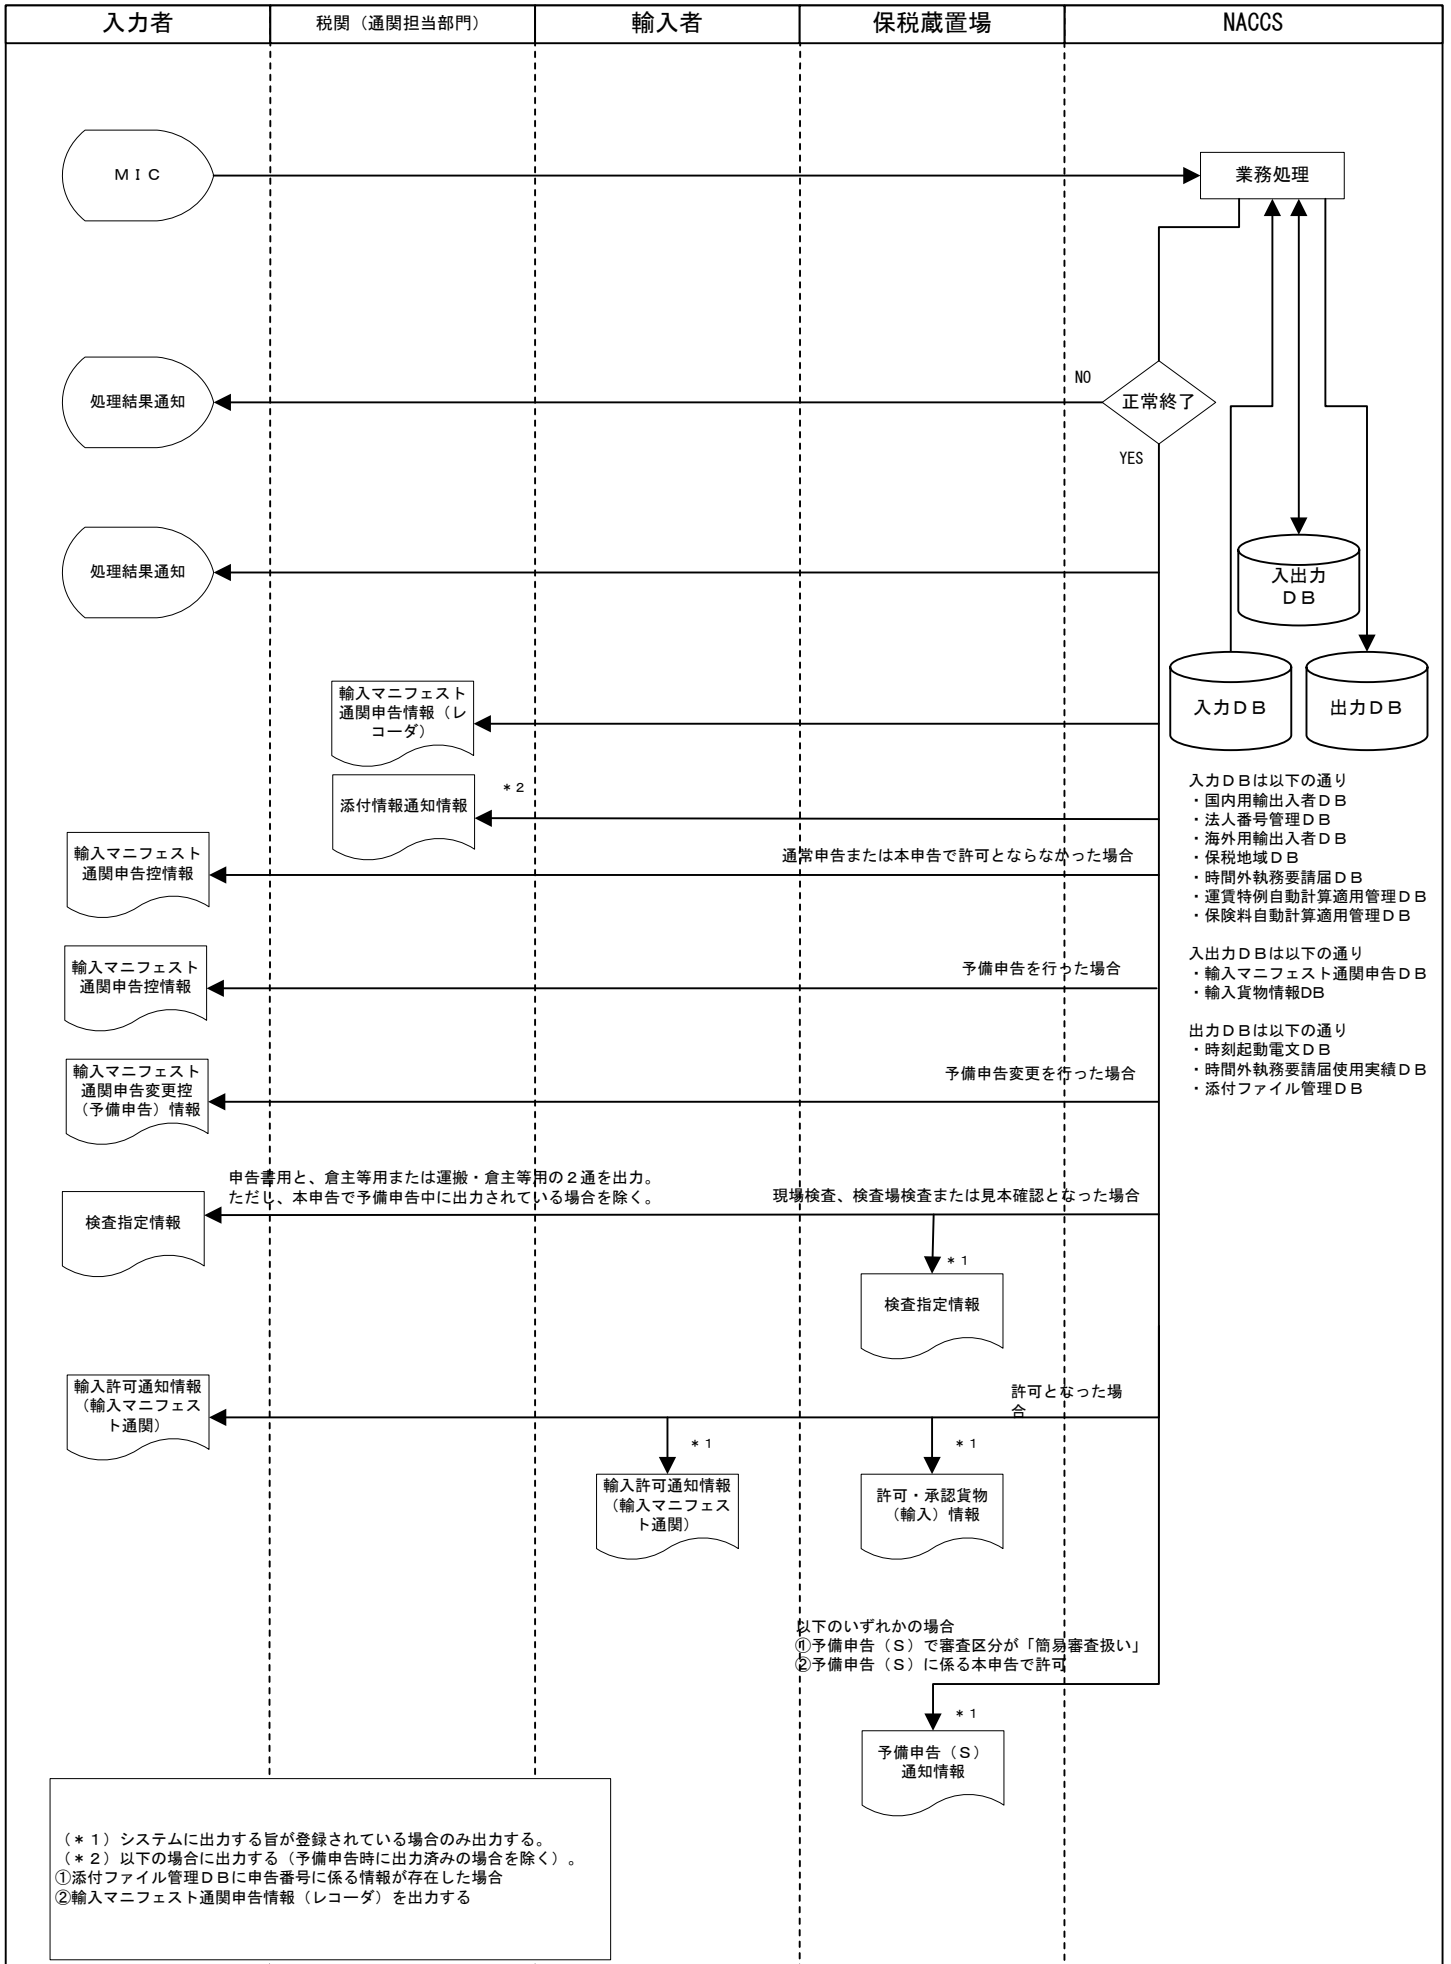 入力者
税関（通関担当部門）
輸入者
保税蔵置場
NACCS
ＭＩＣ
業務処理
処理結果通知
NO
正常終了
YES
処理結果通知
入出力
ＤＢ
入力ＤＢ
出力ＤＢ
輸入マニフェスト
通関申告情報（レ
コーダ）
添付情報通知情報
＊２
入力ＤＢは以下の通り
・国内用輸出入者ＤＢ
・法人番号管理ＤＢ
・海外用輸出入者ＤＢ
・保税地域ＤＢ
・時間外執務要請届ＤＢ
・運賃特例自動計算適用管理ＤＢ
・保険料自動計算適用管理ＤＢ
入出力ＤＢは以下の通り
・輸入マニフェスト通関申告ＤＢ
・輸入貨物情報DB
出力ＤＢは以下の通り
・時刻起動電文ＤＢ
・時間外執務要請届使用実績ＤＢ
・添付ファイル管理ＤＢ
輸入マニフェスト
通関申告控情報
通常申告または本申告で許可とならなかった場合
輸入マニフェスト
通関申告控情報
予備申告を行った場合
輸入マニフェスト
通関申告変更控
（予備申告）情報
予備申告変更を行った場合
申告書用と、倉主等用または運搬・倉主等用の２通を出力。
ただし、本申告で予備申告中に出力されている場合を除く。
現場検査、検査場検査または見本確認となった場合
検査指定情報
＊１
検査指定情報
輸入許可通知情報
（輸入マニフェス
ト通関）
許可となった場
合
＊１
＊１
輸入許可通知情報
（輸入マニフェス
ト通関）
許可・承認貨物
（輸入）情報
以下のいずれかの場合
①予備申告（Ｓ）で審査区分が「簡易審査扱い」
②予備申告（Ｓ）に係る本申告で許可
＊１
予備申告（Ｓ）
通知情報
（＊１）システムに出力する旨が登録されている場合のみ出力する。
（＊２）以下の場合に出力する（予備申告時に出力済みの場合を除く）。
①添付ファイル管理ＤＢに申告番号に係る情報が存在した場合
②輸入マニフェスト通関申告情報（レコーダ）を出力する